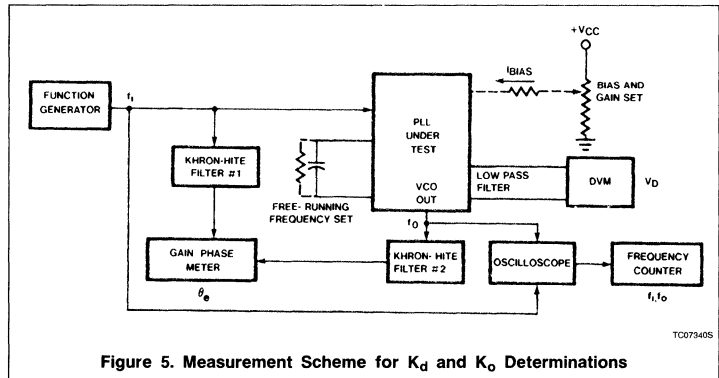 +VCC
IBIAS
BIAS AND
GAIN SET
FUNCTION
GENERATOR
fI
PLL
UNDER
TEST
VCO
OUT
KHRON-HITE
FILTER #1
FREE- RUNNING
FREQUENCY SET
LOW PASS
FILTER
DVM
VD
fO
GAIN PHASE
METER
θe
KHRON- HITE
FILTER #2
OSCILLOSCOPE
FREQUENCY
COUNTER
fI,fO
TC07340S
Figure 5. Measurement Scheme for Kd and Ko Determinations